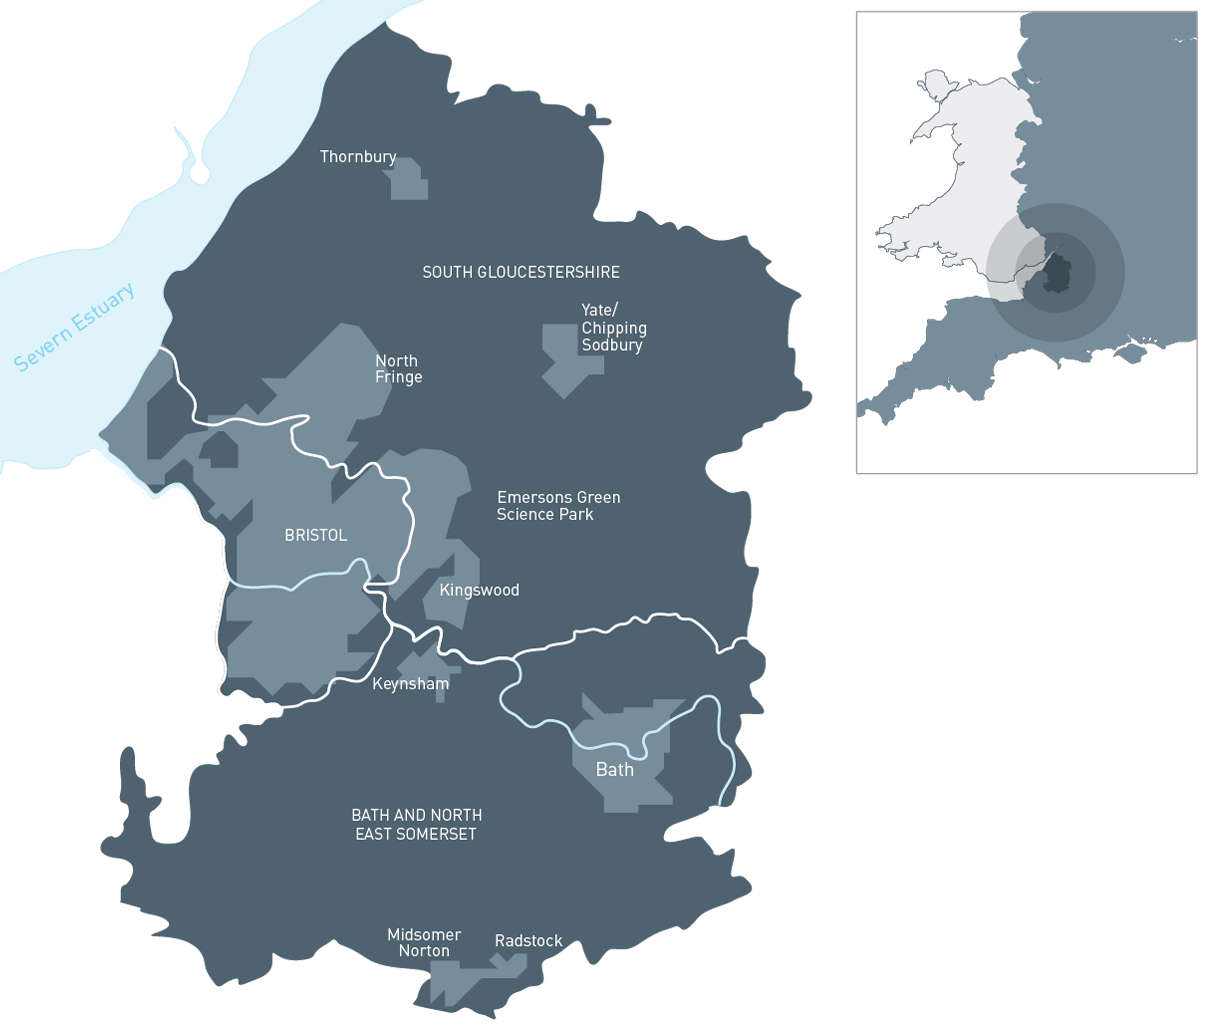 Thornbury
SOUTH GLOUCESTERSHIRE
Severn Estuary
Yate/
Chipping
Sodbury
North
Fringe
Emersons Green
Science Park
BRISTOL
Kingswood
Keynsham
Bath
BATH AND NORTH
EAST SOMERSET
Midsomer
Norton
Radstock